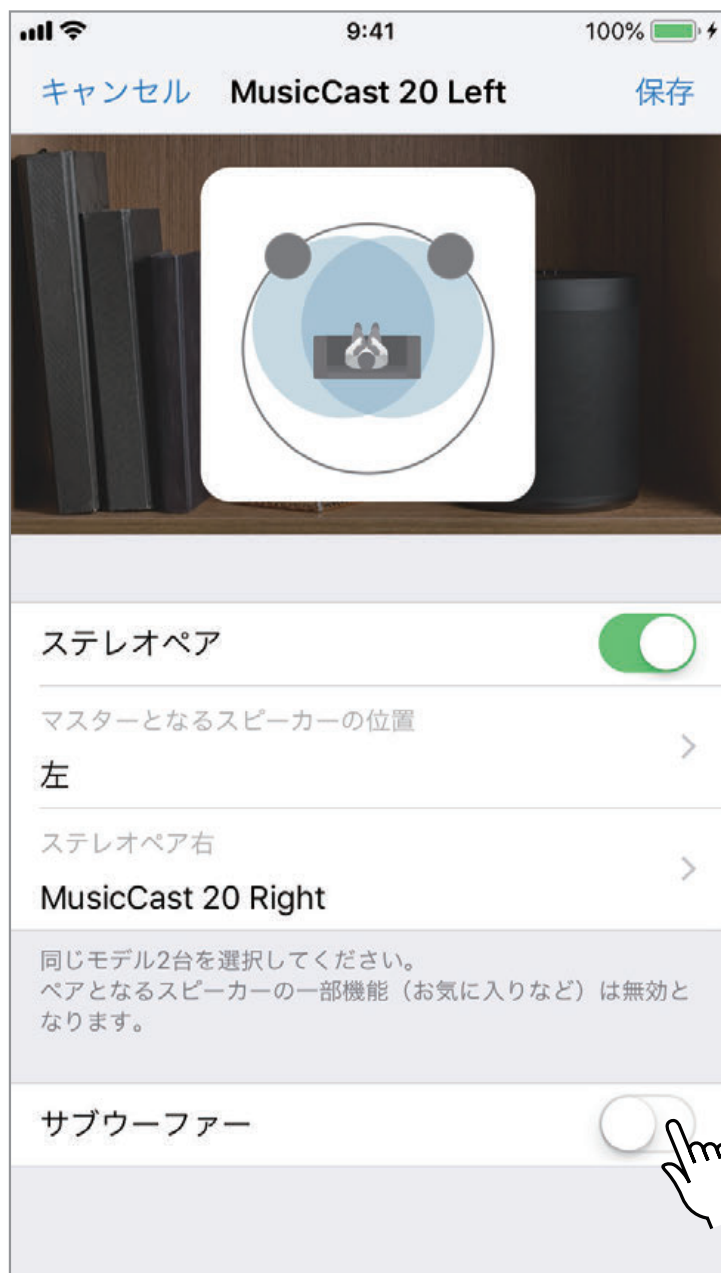 9:41
100%
キャンセル
MusicCast 20 Left
保存
ステレオペア
マスターとなるスピーカーの位置
左
ステレオペア右
MusicCast 20 Right
同じモデル2台を選択してください。
ペアとなるスピーカーの一部機能（お気に入りなど）は無効と
なります。
サブウーファー